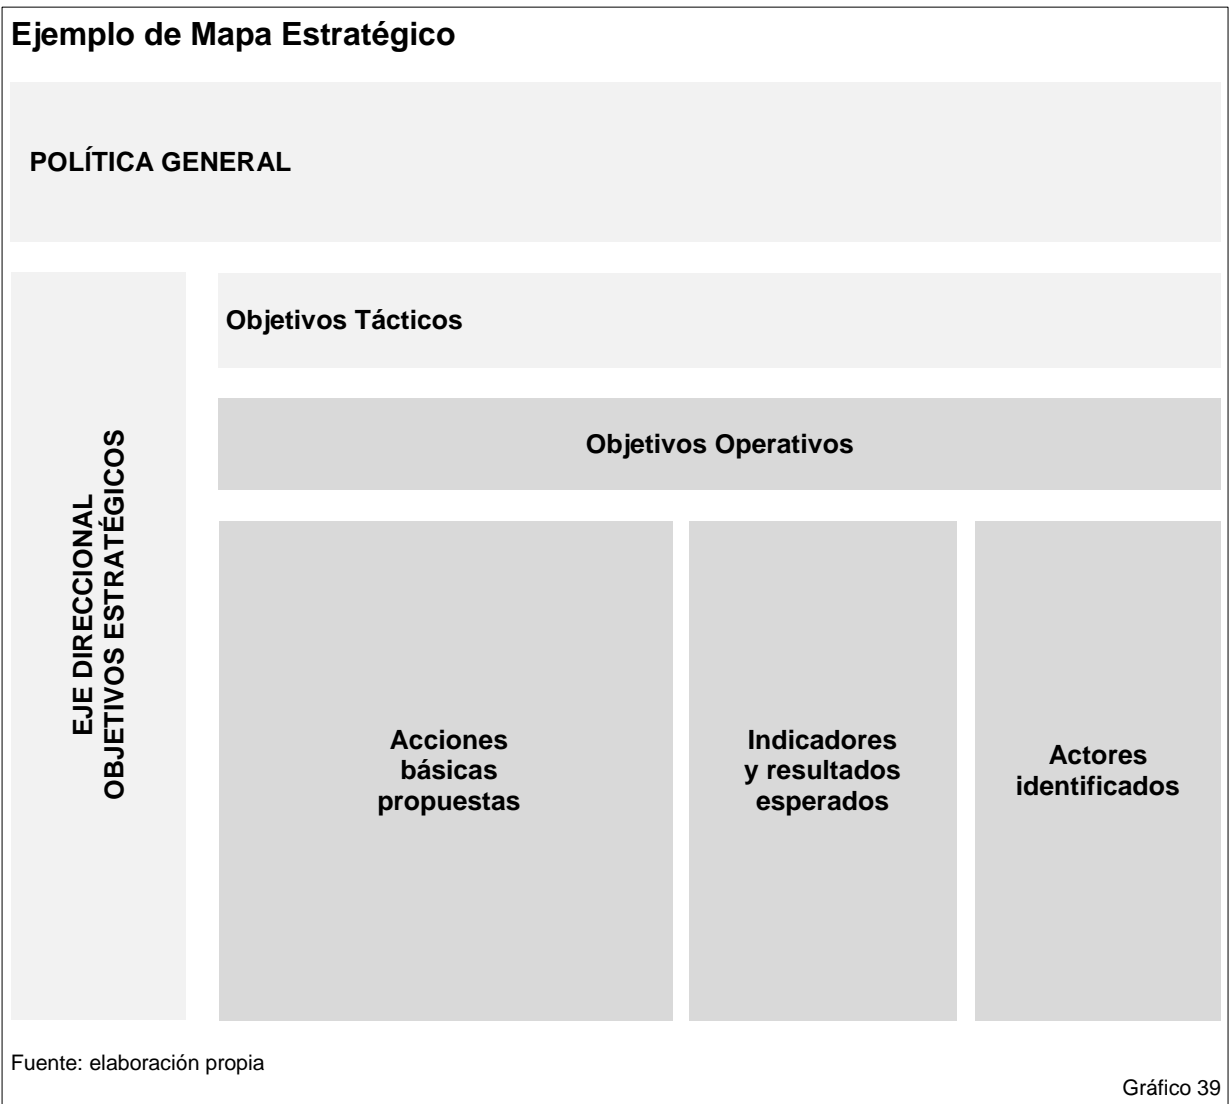 Ejemplo de Mapa Estratégico
POLÍTICA GENERAL
EJE DIRECCIONAL
OBJETIVOS ESTRATÉGICOS
Objetivos Tácticos
Objetivos Operativos
Acciones
básicas
propuestas
Indicadores
y resultados
esperados
Actores
identificados
Fuente: elaboración propia
Gráfico 39